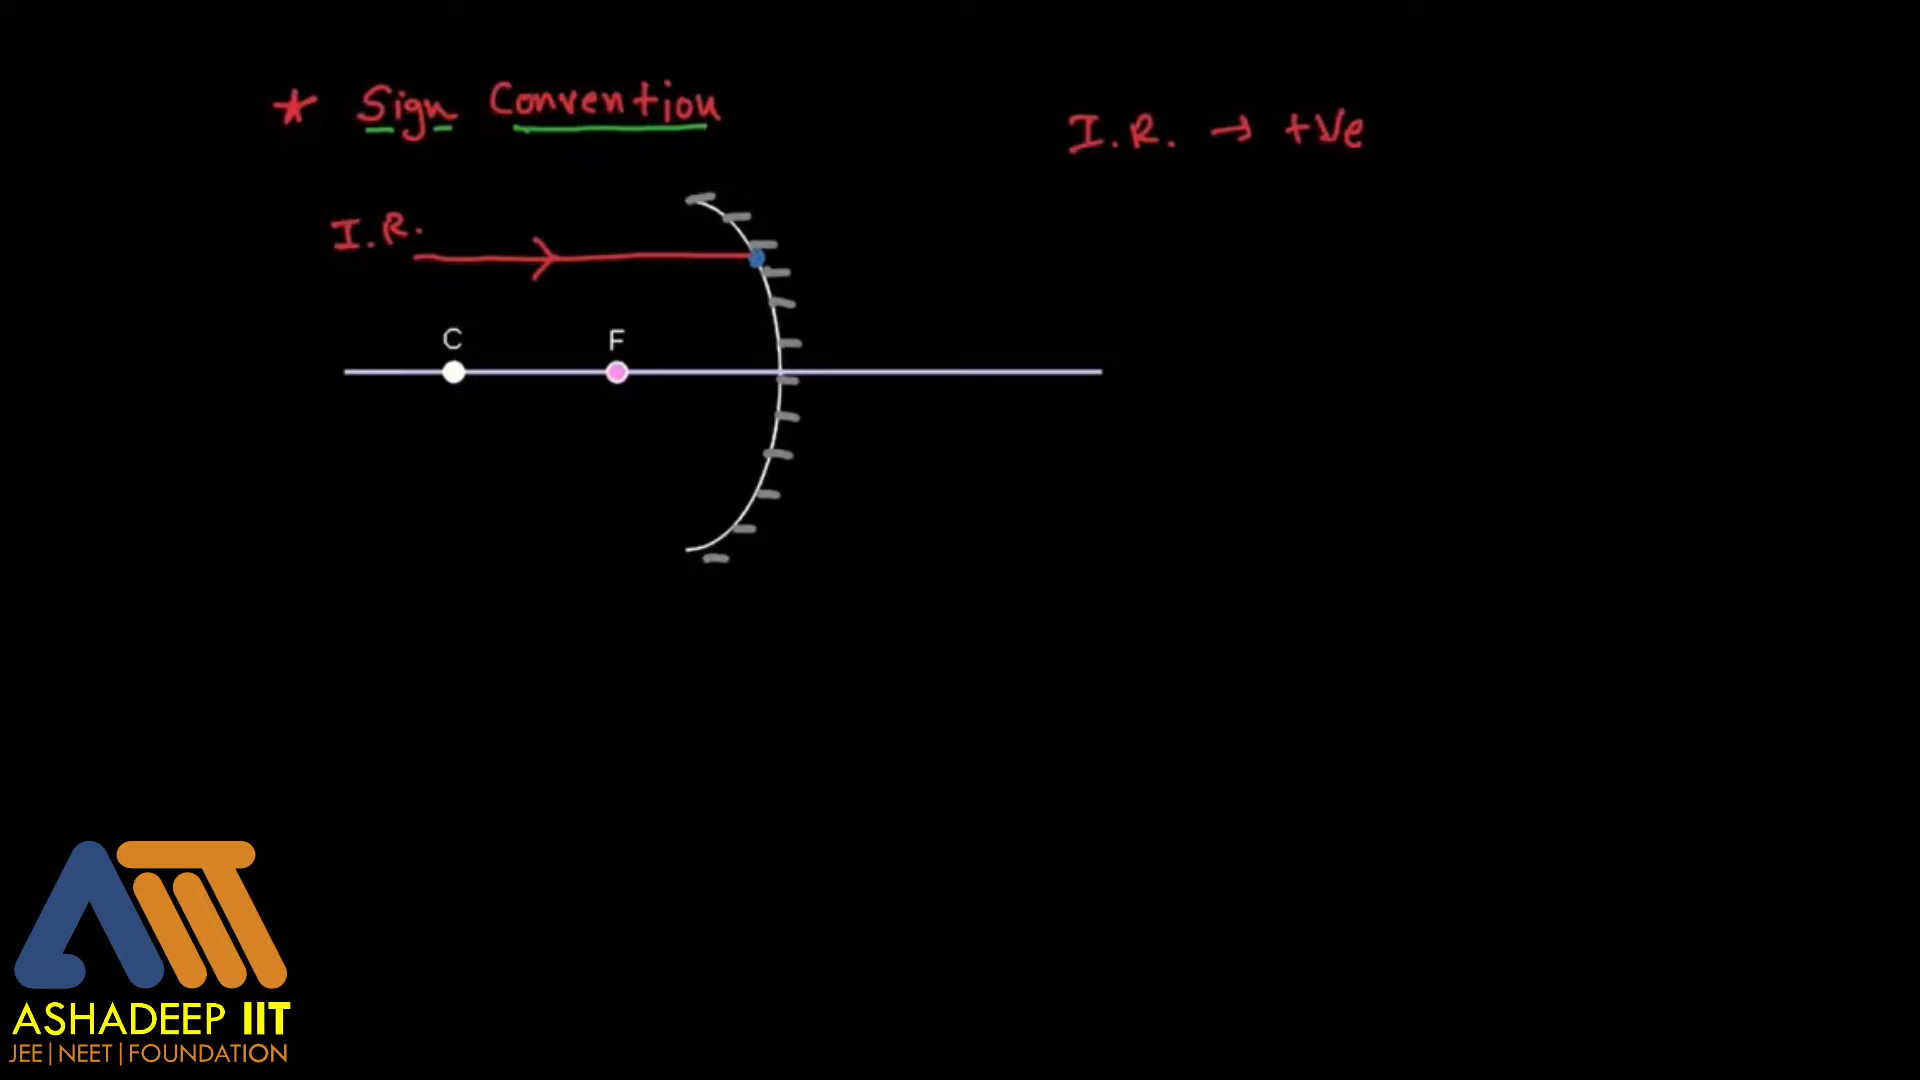 * Sign Convention
I.R. → +Ve
I.R.
C
F
ASHADEEP IIT
JEE|NEET|FOUNDATION